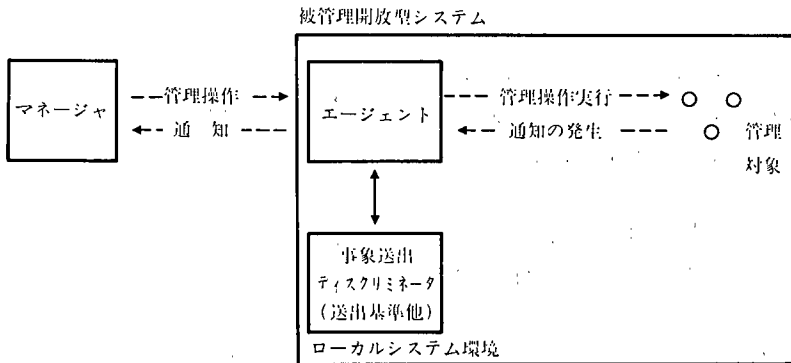 被管理開放型システム
マネージャ
管理操作
通 知
エージェント
管理操作実行
通知の発生
管理
対象
事象送出
ディスクリミネータ
(送出基準他)
ローカルシステム環境